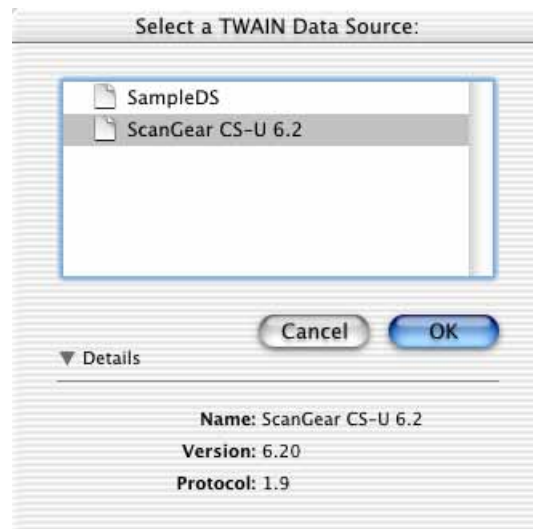 Select a TWAIN Data Source:
SampleDS
ScanGear CS-U 6.2
Cancel
OK
Details
Name: ScanGear CS-U 6.2
Version: 6.20
Protocol: 1.9